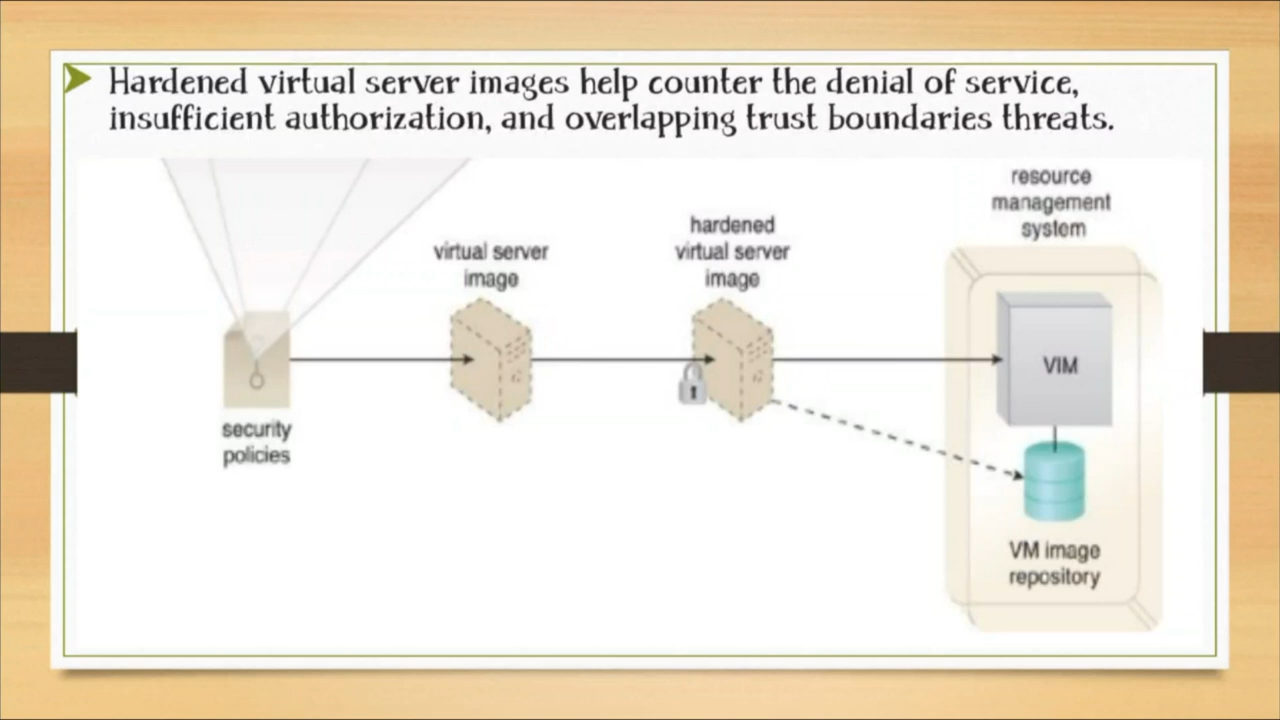 Hardened virtual server images help counter the denial of service,
insufficient authorization, and overlapping trust boundaries threats.
resource
management
system
hardened
virtual server
image
virtual server
image
VIM
security
policies
VM image
repository